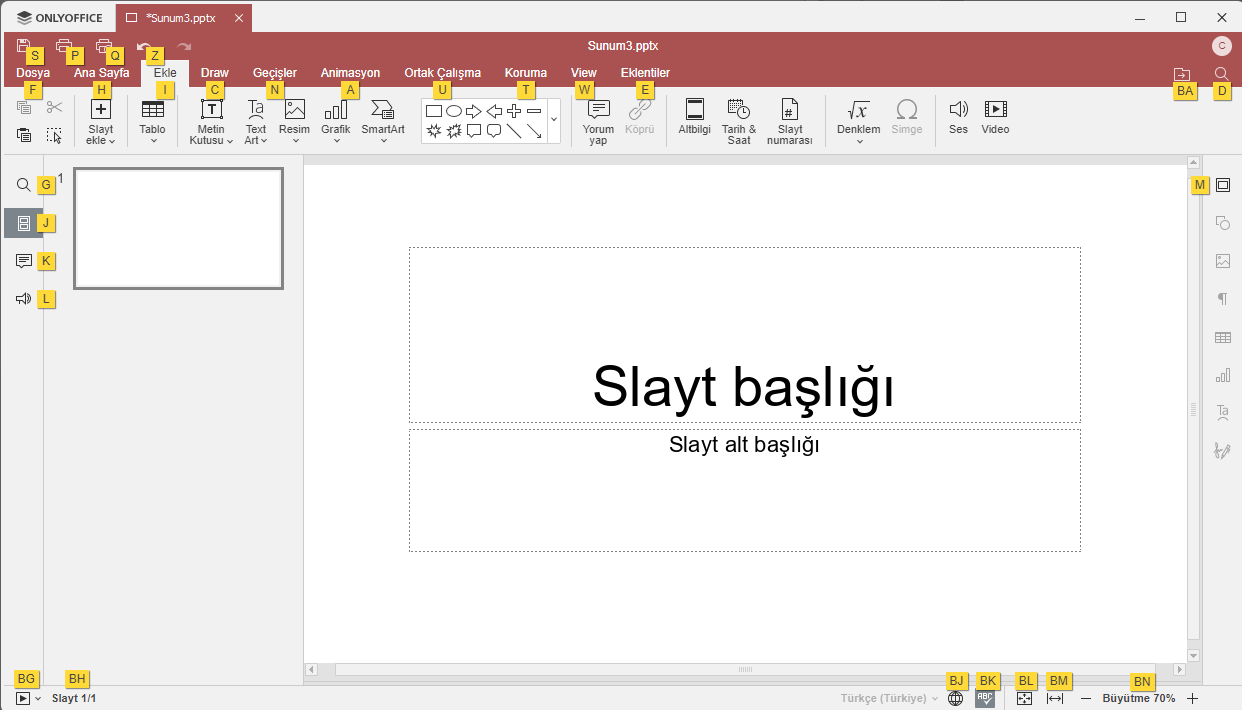 ONLYOFFICE
*Sunum3.pptx
Sunum3.pptx
C
S
P
Q
Z
Dosya
Ana Sayfa
Ekle
Draw
Geçişler
Animasyon
Ortak Çalışma
Koruma
View
Eklentiler
F
H
I
C
N
A
U
T
W
E
BA
D
Slayt ekle
Tablo
Metin Kutusu
Text Art
Resim
Grafik
SmartArt
Yorum yap
Köprü
Altbilgi
Tarih & Saat
Slayt numarası
Denklem
Simge
Ses
Video
G
1
J
K
L
M
Slayt başlığı
Slayt alt başlığı
BG
BH
BJ
BK
BL
BM
BN
Slayt 1/1
Türkçe (Türkiye)
ABC
Büyütme 70%